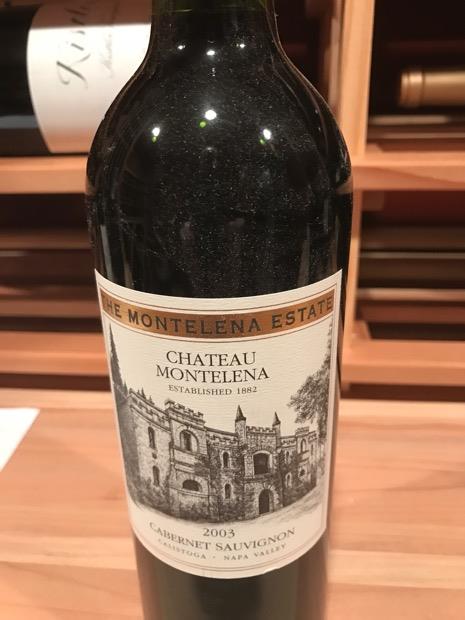 THE MONTELENA ESTATE
CHATEAU
MONTELENA
ESTABLISHED 1882
2003
CABERNET SAUVIGNON
CALISTOGA · NAPA VALLEY